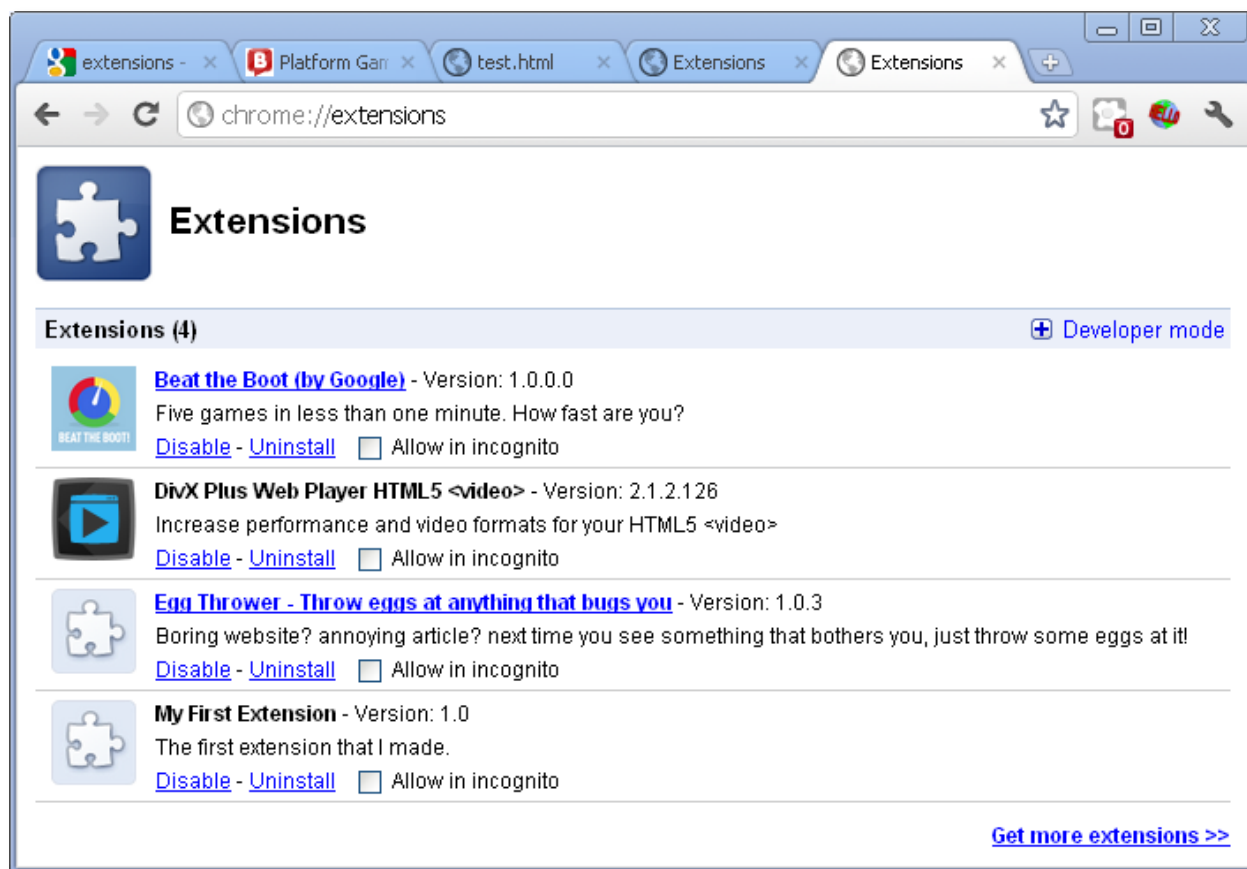 extensions -
Platform Gam
test.html
Extensions
Extensions
chrome://extensions
0
Extensions
Extensions (4)
Developer mode
BEAT THE BOOT!
Beat the Boot (by Google) - Version: 1.0.0.0
Five games in less than one minute. How fast are you?
Disable - Uninstall Allow in incognito
DivX Plus Web Player HTML5 <video> - Version: 2.1.2.126
Increase performance and video formats for your HTML5 <video>
Disable - Uninstall Allow in incognito
Egg Thrower - Throw eggs at anything that bugs you - Version: 1.0.3
Boring website? annoying article? next time you see something that bothers you, just throw some eggs at it!
Disable - Uninstall Allow in incognito
My First Extension - Version: 1.0
The first extension that I made.
Disable - Uninstall Allow in incognito
Get more extensions >>